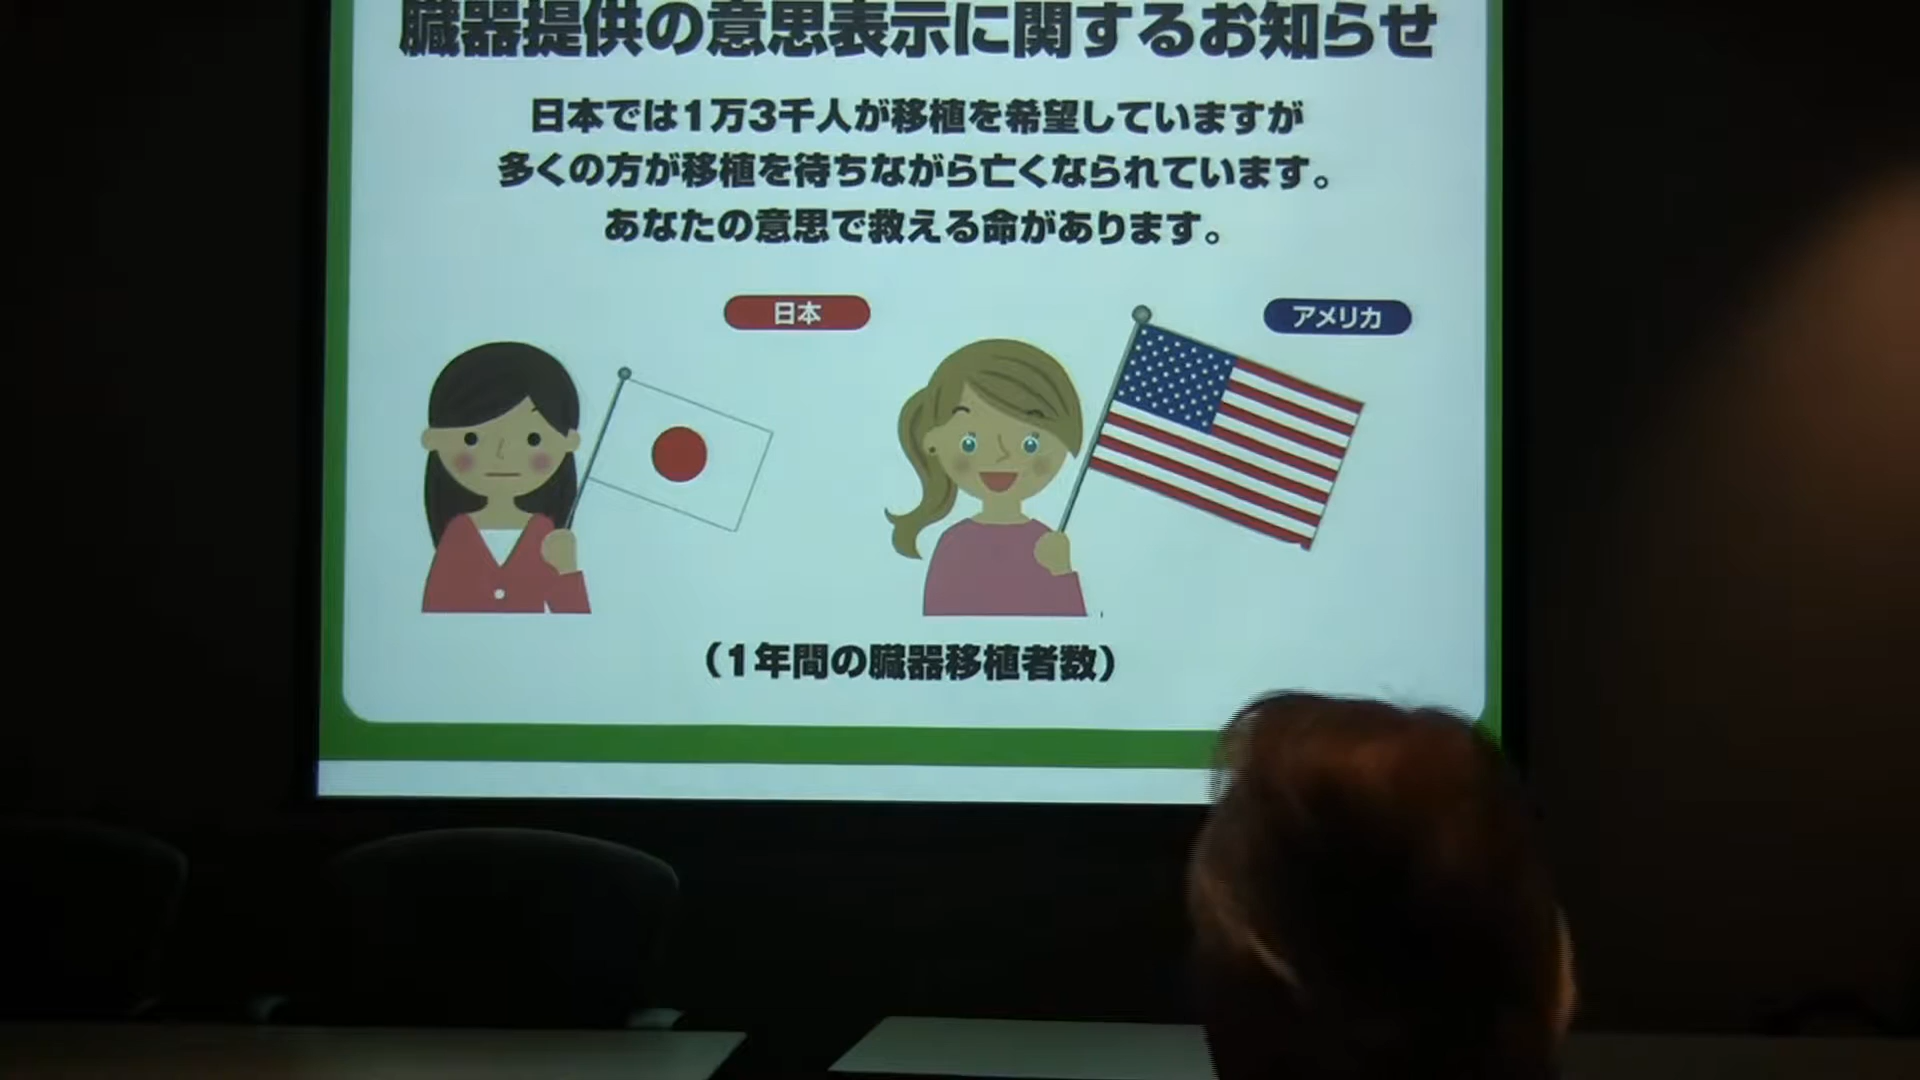 臓器提供の意思表示に関するお知らせ
日本では1万3千人が移植を希望していますが
多くの方が移植を待ちながら亡くなられています。
あなたの意思で救える命があります。
日本
アメリカ
（1年間の臓器移植者数）